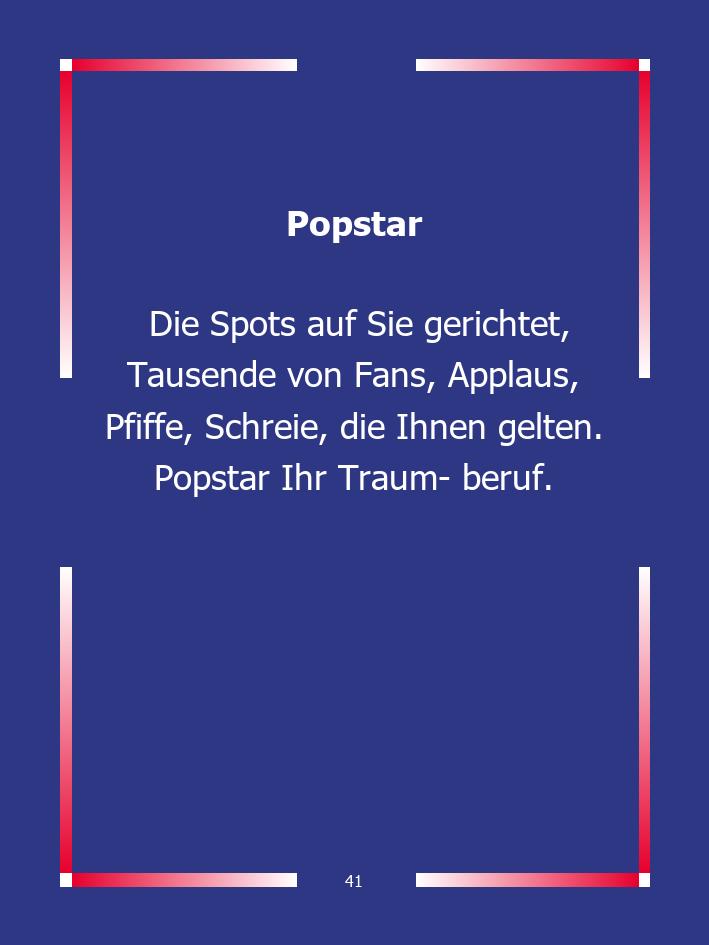 Popstar
Die Spots auf Sie gerichtet,
Tausende von Fans, Applaus,
Pfiffe, Schreie, die Ihnen gelten.
Popstar Ihr Traum- beruf.
41